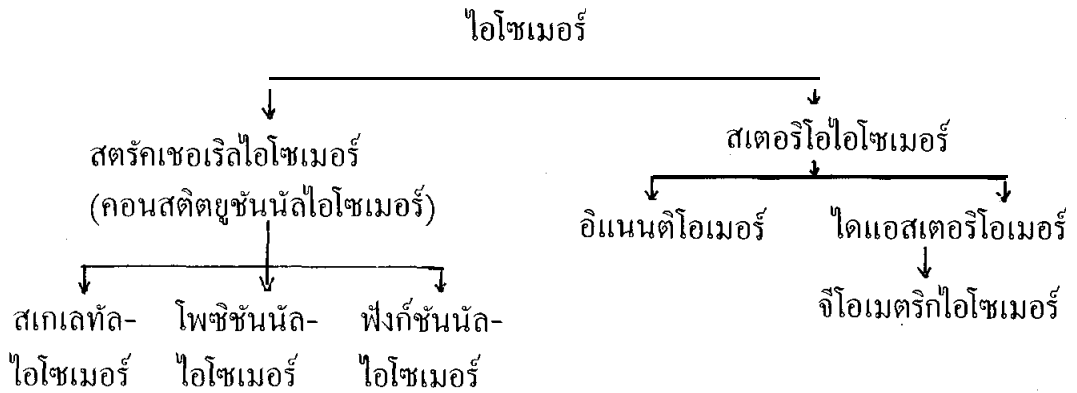 ไอโซเมอร์
สตรัคเชอเริลไอโซเมอร์
(คอนสติตยูชันนัลไอโซเมอร์)
สเตอริโอไอโซเมอร์
อิแนนติโอเมอร์
ไดแอสเตอริโอเมอร์
จีโอเมตริกไอโซเมอร์
สเกเลทัล-
ไอโซเมอร์
โพซิชันนัล-
ไอโซเมอร์
ฟังก์ชันนัล-
ไอโซเมอร์